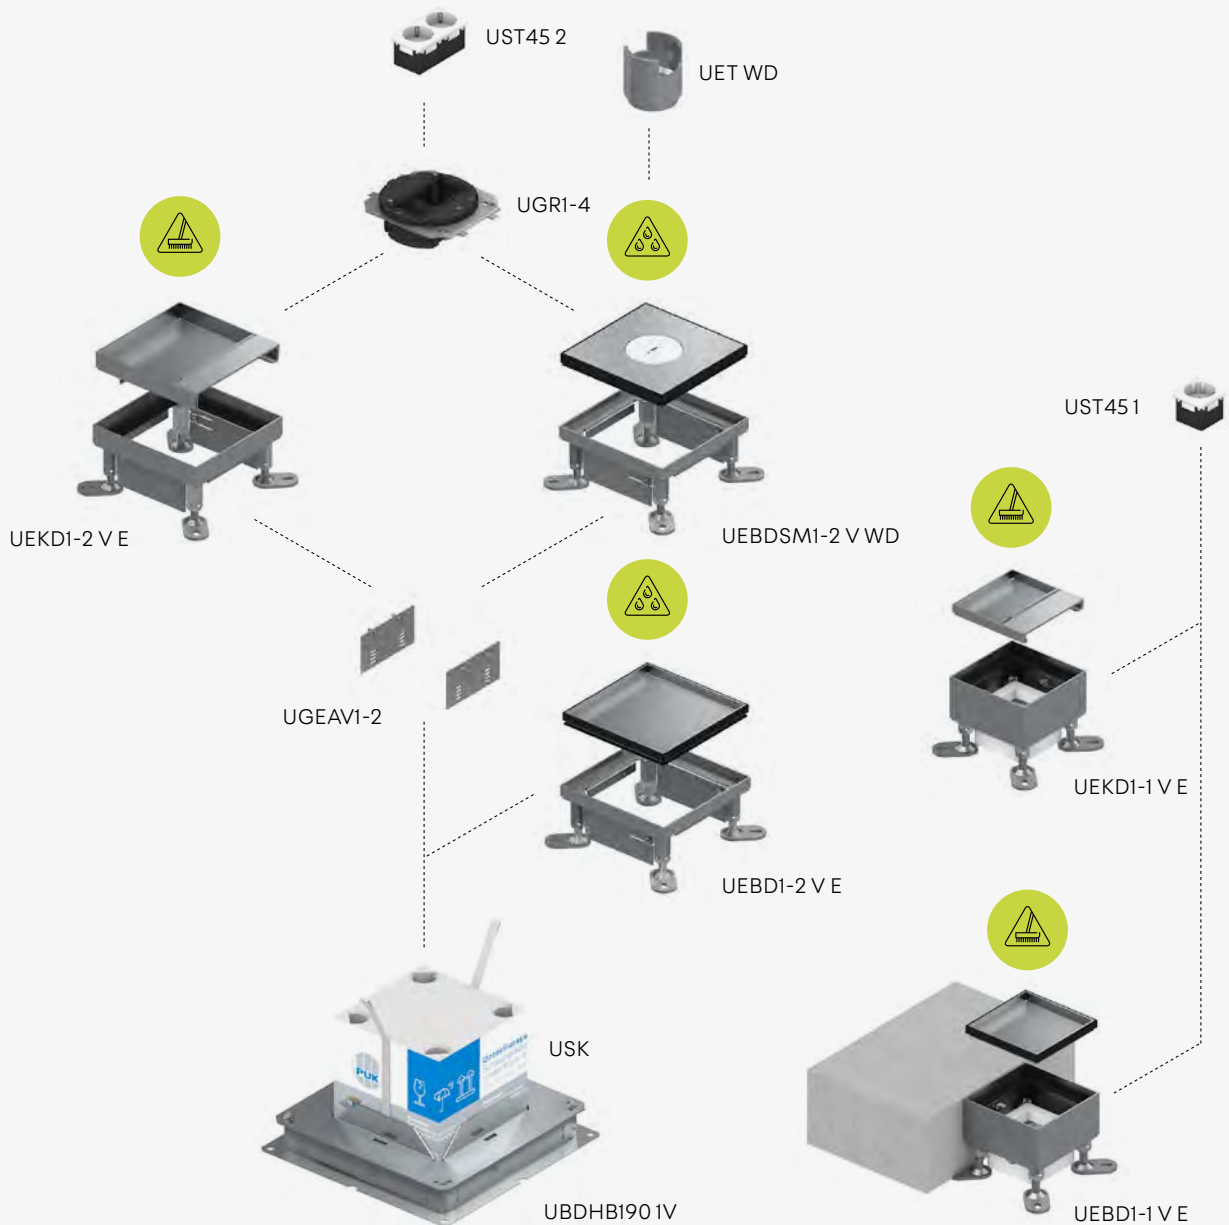 UST45 2
UET WD
UGR1-4
UEKD1-2 V E
UEBDSM1-2 V WD
UST45 1
UGEAV1-2
UEKD1-1 V E
UEBD1-2 V E
USK
PUK
UBDHB190 1V
UEBD1-1 V E